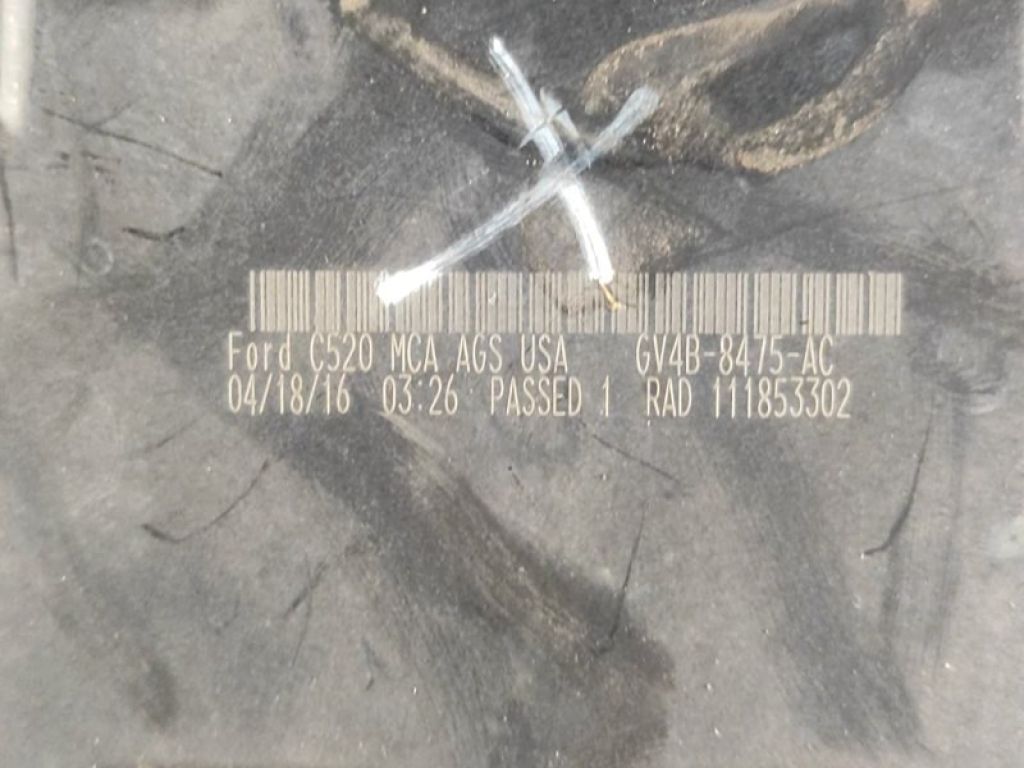 Ford C520 MCA AGS USA GV4B-8475-AC
04/18/16 03:26 PASSED 1 RAD 111853302